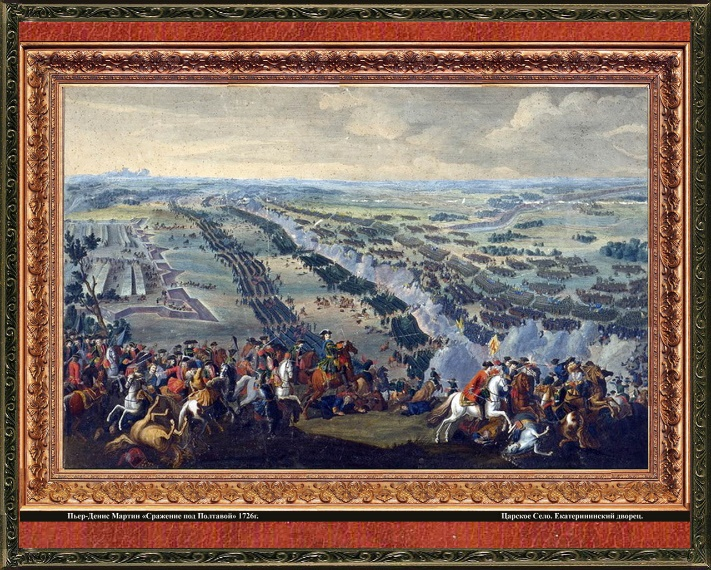 Пьер-Денис Мартин «Сражение под Полтавой» 1726г.
Царское Село. Екатерининский дворец.